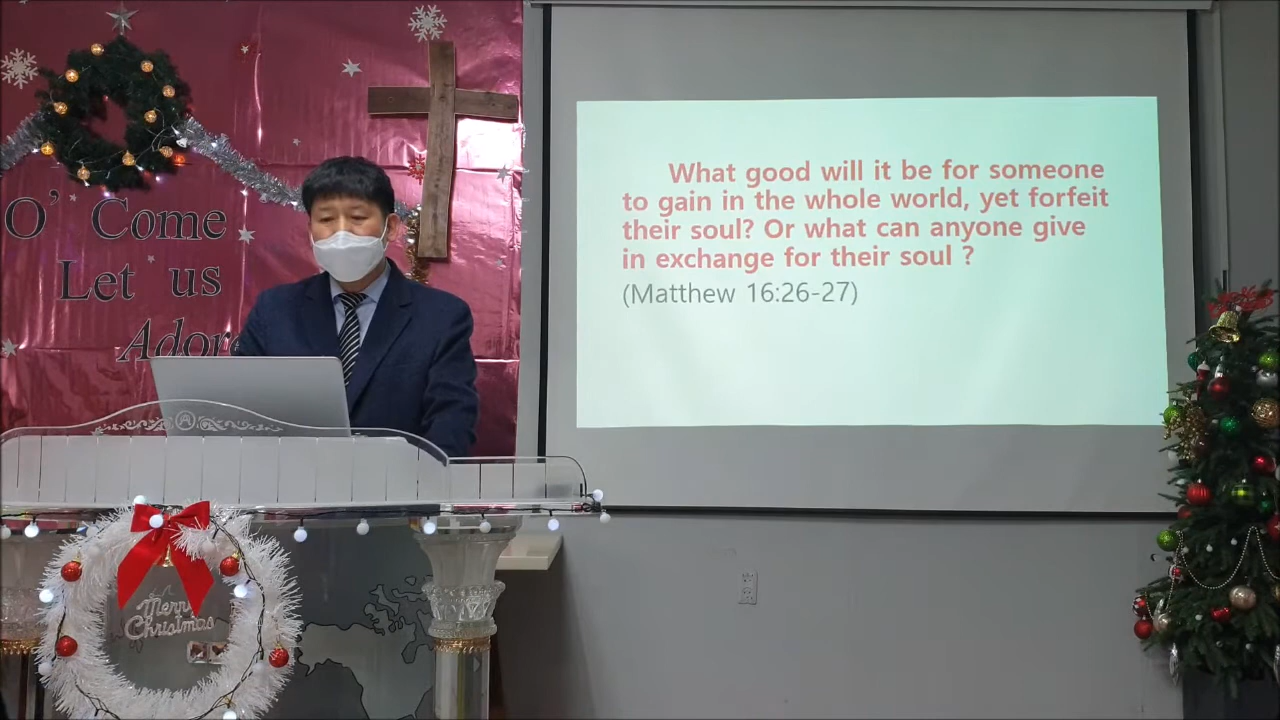 O' Come
Let us
Adore
What good will it be for someone
to gain in the whole world, yet forfeit
their soul? Or what can anyone give
in exchange for their soul ?
(Matthew 16:26-27)
Merry
Christmas